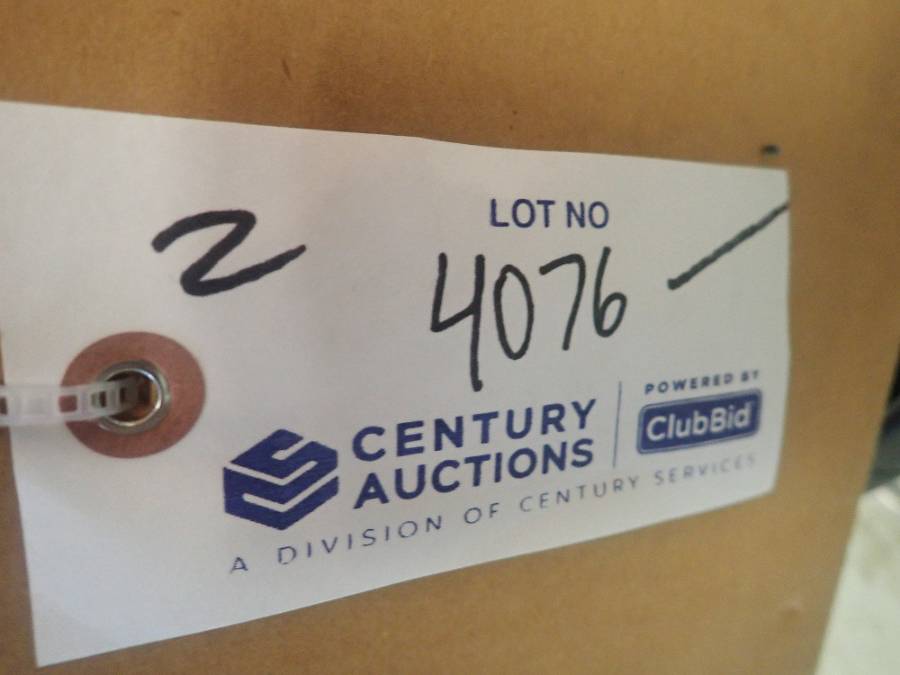 2
LOT NO
4076 —
CENTURY
AUCTIONS
POWERED BY
ClubBid
A DIVISION OF CENTURY SERVICES